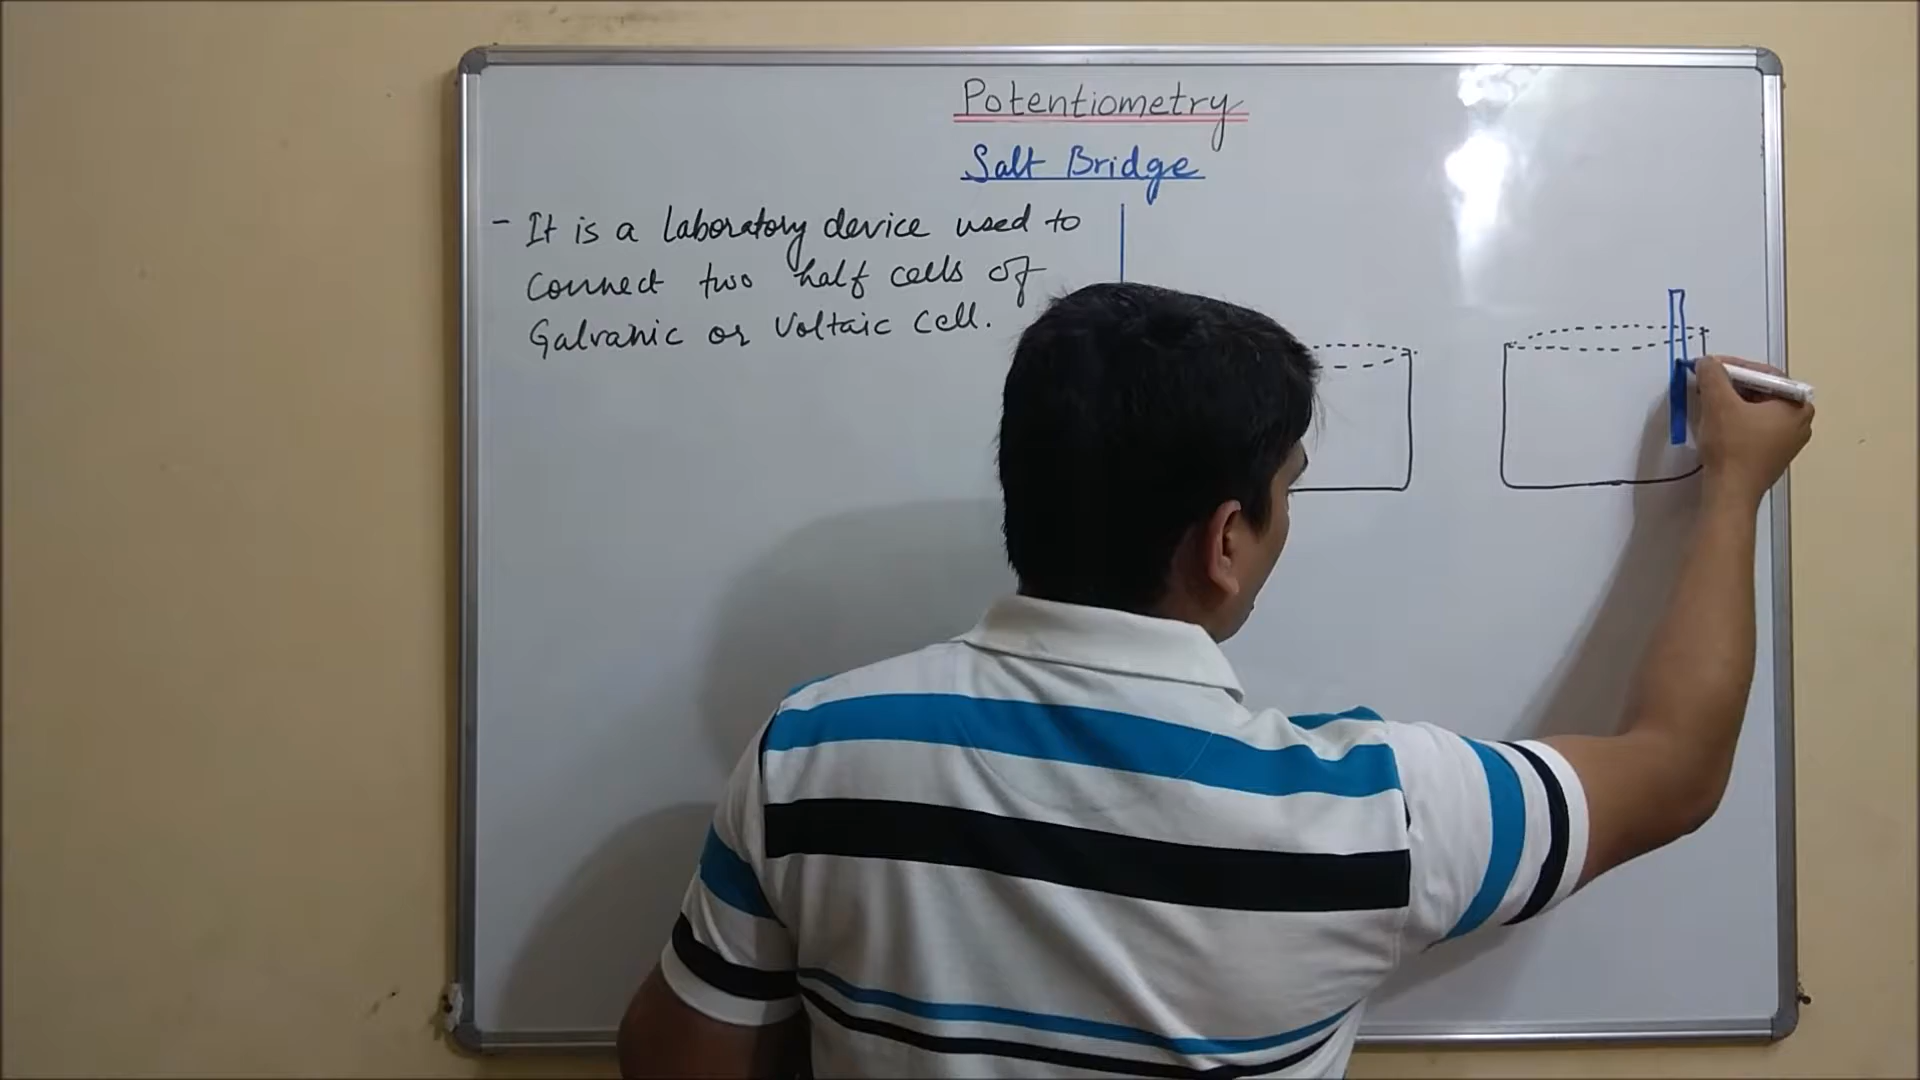 Potentiometry
Salt Bridge
- It is a laboratory device used to
connect two half cells of
Galvanic or Voltaic cell.